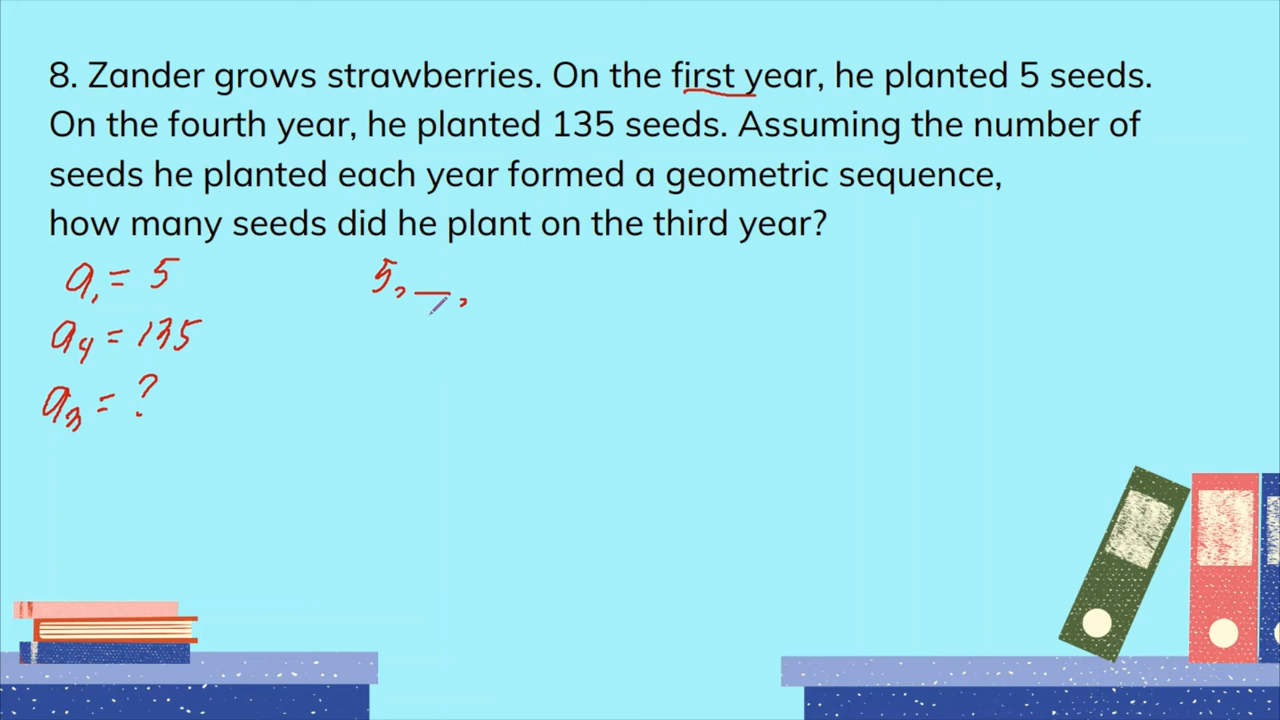 8. Zander grows strawberries. On the first year, he planted 5 seeds.
On the fourth year, he planted 135 seeds. Assuming the number of
seeds he planted each year formed a geometric sequence,
how many seeds did he plant on the third year?
a₁ = 5
5, __,
a₄ = 135
a₃ = ?